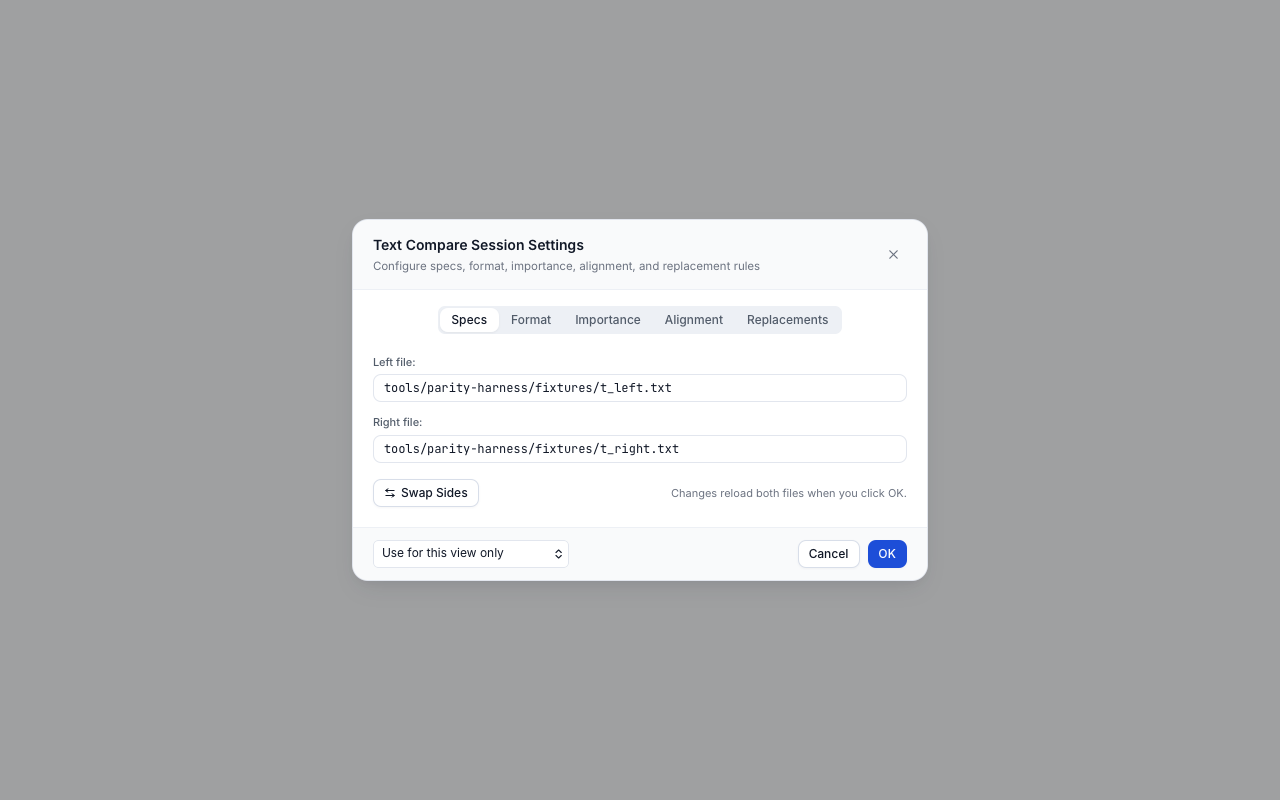 Text Compare Session Settings
Configure specs, format, importance, alignment, and replacement rules
Specs Format Importance Alignment Replacements
Left file:
tools/parity-harness/fixtures/t_left.txt
Right file:
tools/parity-harness/fixtures/t_right.txt
Swap Sides Changes reload both files when you click OK.
Use for this view only Cancel OK